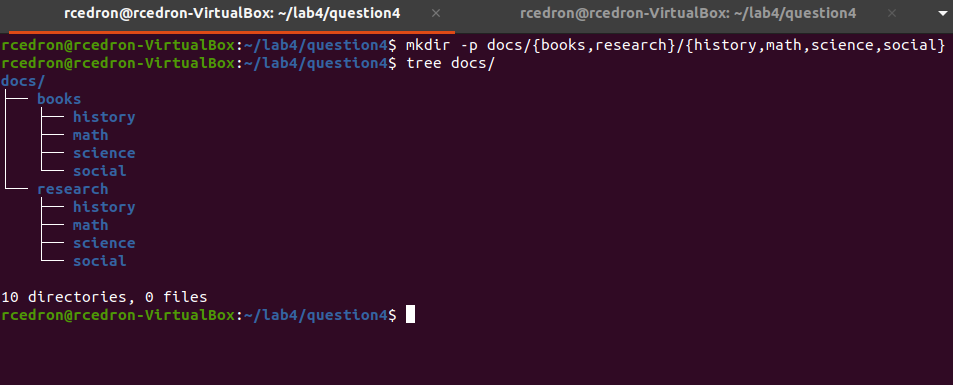 rcedron@rcedron-VirtualBox: ~/lab4/question4 × rcedron@rcedron-VirtualBox: ~/lab4/question4 ×
rcedron@rcedron-VirtualBox:~/lab4/question4$ mkdir -p docs/{books,research}/{history,math,science,social}
rcedron@rcedron-VirtualBox:~/lab4/question4$ tree docs/
docs/
├── books
│   ├── history
│   ├── math
│   ├── science
│   └── social
└── research
    ├── history
    ├── math
    ├── science
    └── social
10 directories, 0 files
rcedron@rcedron-VirtualBox:~/lab4/question4$